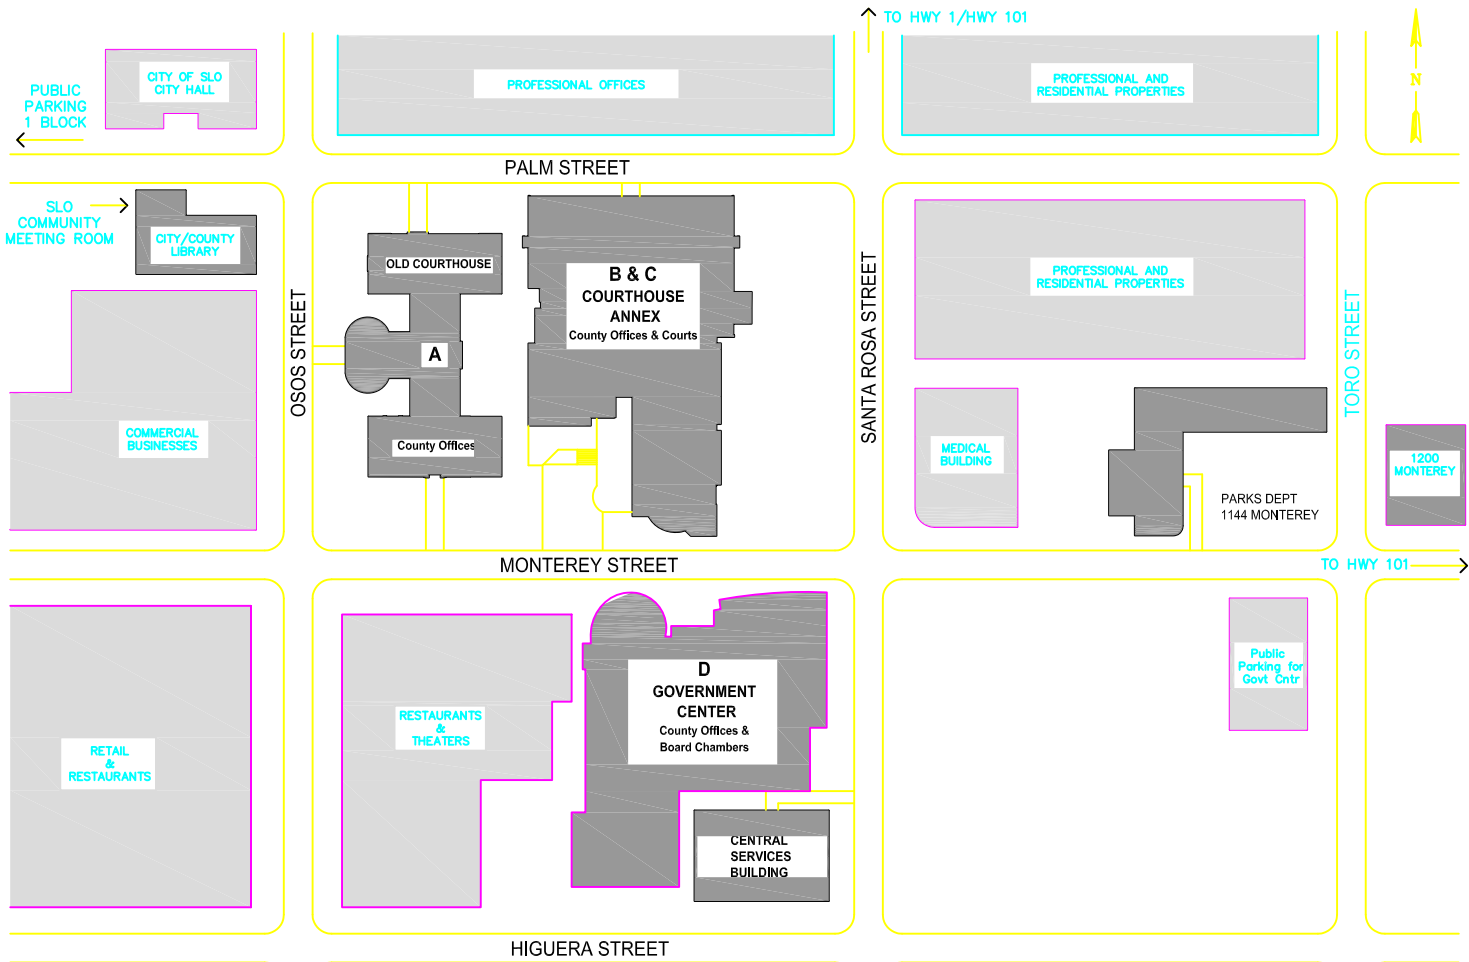 TO HWY 1/HWY 101
CITY OF SLO
CITY HALL
PUBLIC
PARKING
1 BLOCK
PROFESSIONAL OFFICES
PROFESSIONAL AND
RESIDENTIAL PROPERTIES
N
PALM STREET
SLO
COMMUNITY
MEETING ROOM
CITY/COUNTY
LIBRARY
OLD COURTHOUSE
A
County Offices
B & C
COURTHOUSE
ANNEX
County Offices & Courts
PROFESSIONAL AND
RESIDENTIAL PROPERTIES
OSOS STREET
SANTA ROSA STREET
TORO STREET
COMMERCIAL
BUSINESSES
MEDICAL
BUILDING
PARKS DEPT
1144 MONTEREY
1200
MONTEREY
MONTEREY STREET
TO HWY 101
RETAIL
&
RESTAURANTS
RESTAURANTS
&
THEATERS
D
GOVERNMENT
CENTER
County Offices &
Board Chambers
Public
Parking for
Govt Cntr
CENTRAL
SERVICES
BUILDING
HIGUERA STREET